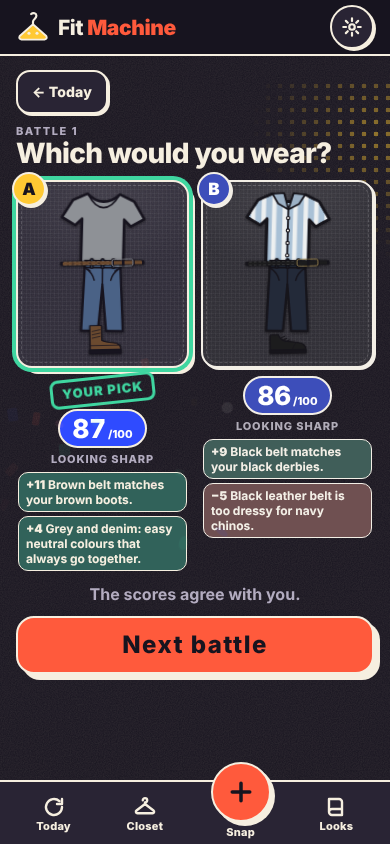 Fit Machine
← Today
BATTLE 1
Which would you wear?
A
B
YOUR PICK
87/100
LOOKING SHARP
+11 Brown belt matches
your brown boots.
+4 Grey and denim: easy
neutral colours that
always go together.
86/100
LOOKING SHARP
+9 Black belt matches
your black derbies.
−5 Black leather belt is
too dressy for navy
chinos.
The scores agree with you.
Next battle
Today
Closet
Snap
Looks